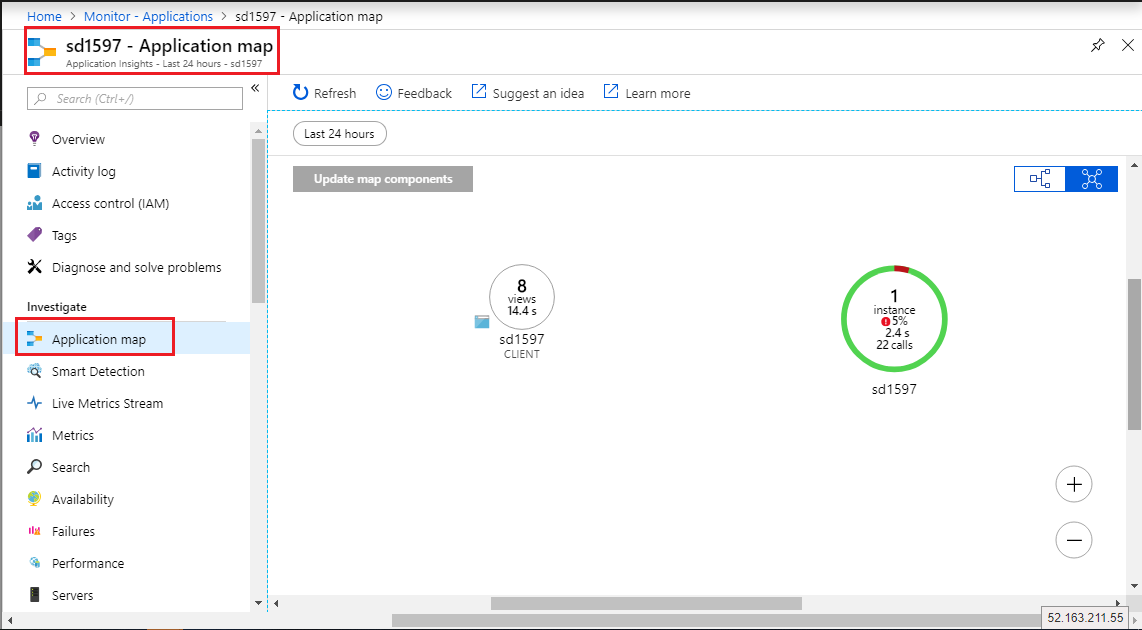 Home > Monitor - Applications > sd1597 - Application map
sd1597 - Application map
Application Insights - Last 24 hours - sd1597
Search (Ctrl+/)
«
Overview
Activity log
Access control (IAM)
Tags
Diagnose and solve problems
Investigate
Application map
Smart Detection
Live Metrics Stream
Metrics
Search
Availability
Failures
Performance
Servers
Refresh
Feedback
Suggest an idea
Learn more
Last 24 hours
Update map components
8
views
14.4 s
sd1597
CLIENT
1
instance
5%
2.4 s
22 calls
sd1597
52.163.211.55